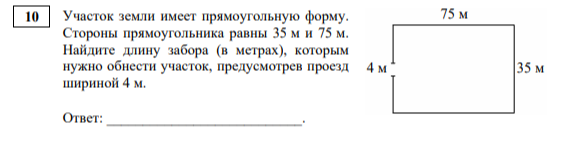 10
Участок земли имеет прямоугольную форму.
Стороны прямоугольника равны 35 м и 75 м.
Найдите длину забора (в метрах), которым
нужно обнести участок, предусмотрев проезд
шириной 4 м.
Ответ: ___________________________.
75 м
4 м
35 м